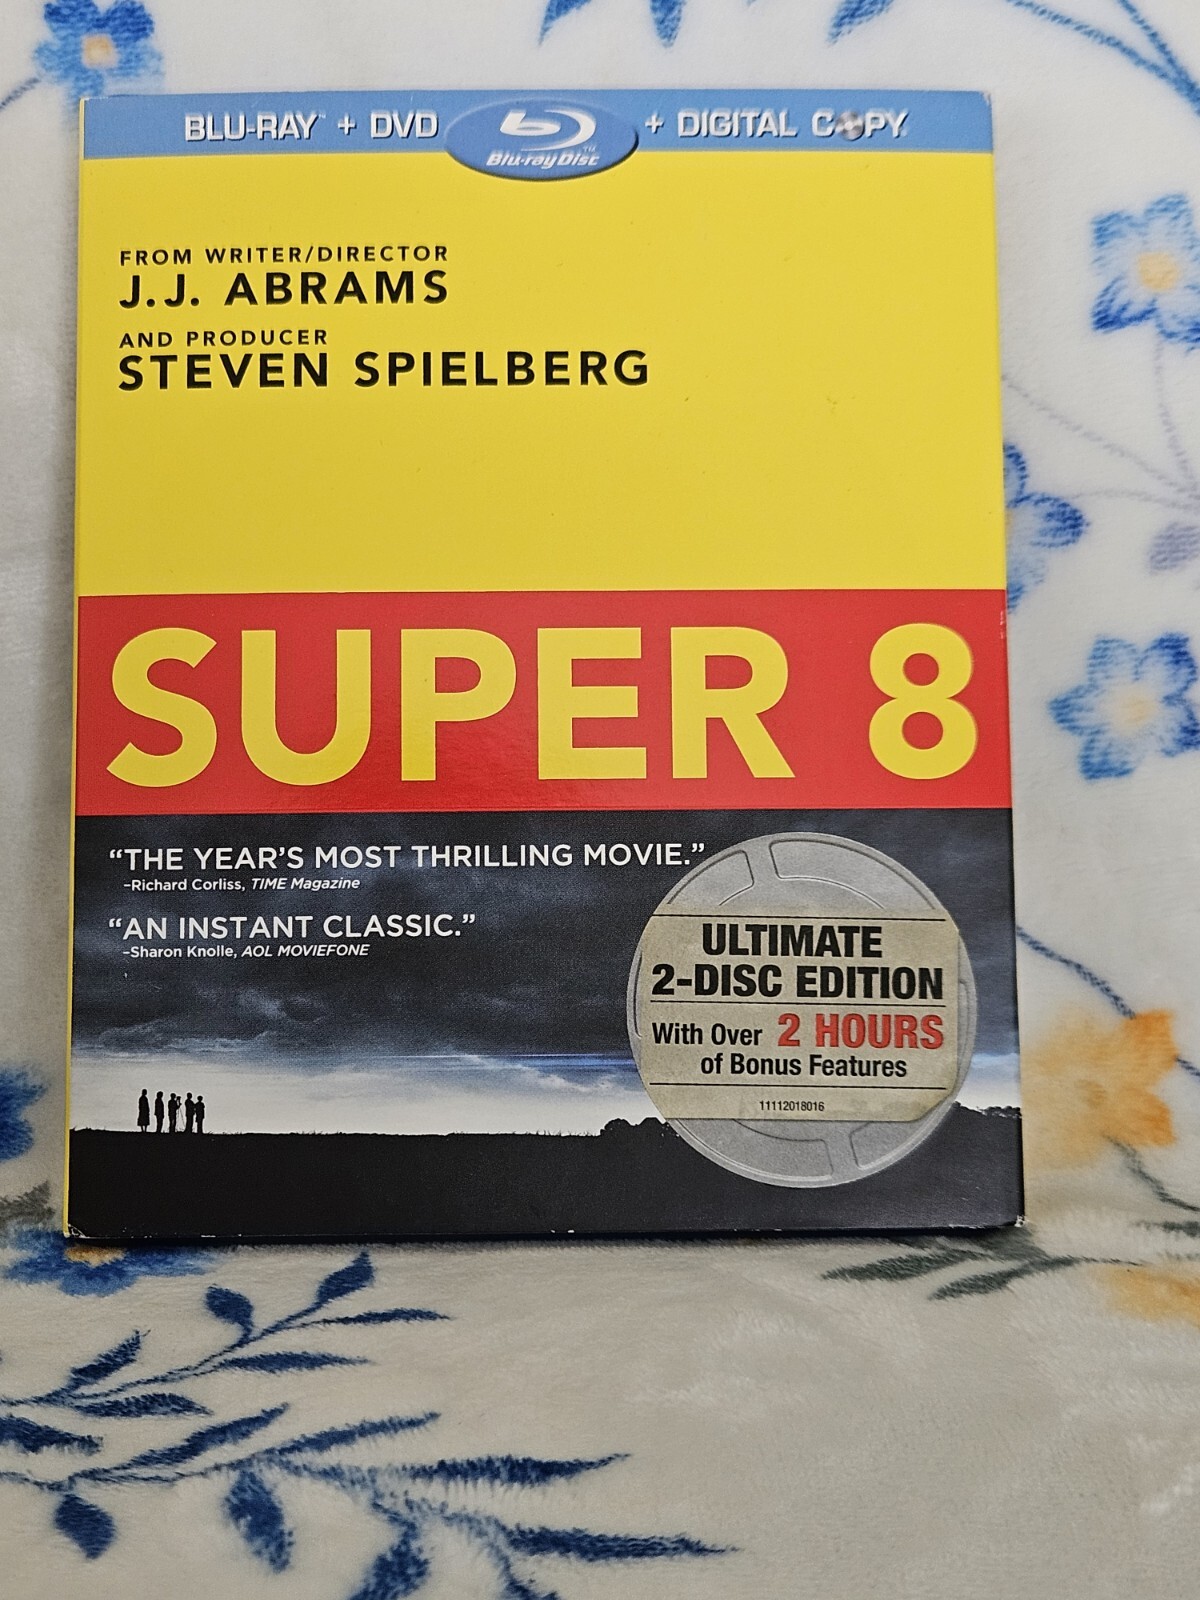 BLU-RAY™ + DVD Blu-ray Disc™ + DIGITAL COPY
FROM WRITER/DIRECTOR
J.J. ABRAMS
AND PRODUCER
STEVEN SPIELBERG
SUPER 8
“THE YEAR’S MOST THRILLING MOVIE.”
–Richard Corliss, TIME Magazine
“AN INSTANT CLASSIC.”
–Sharon Knolle, AOL MOVIEFONE
ULTIMATE
2-DISC EDITION
With Over 2 HOURS
of Bonus Features
11112018016